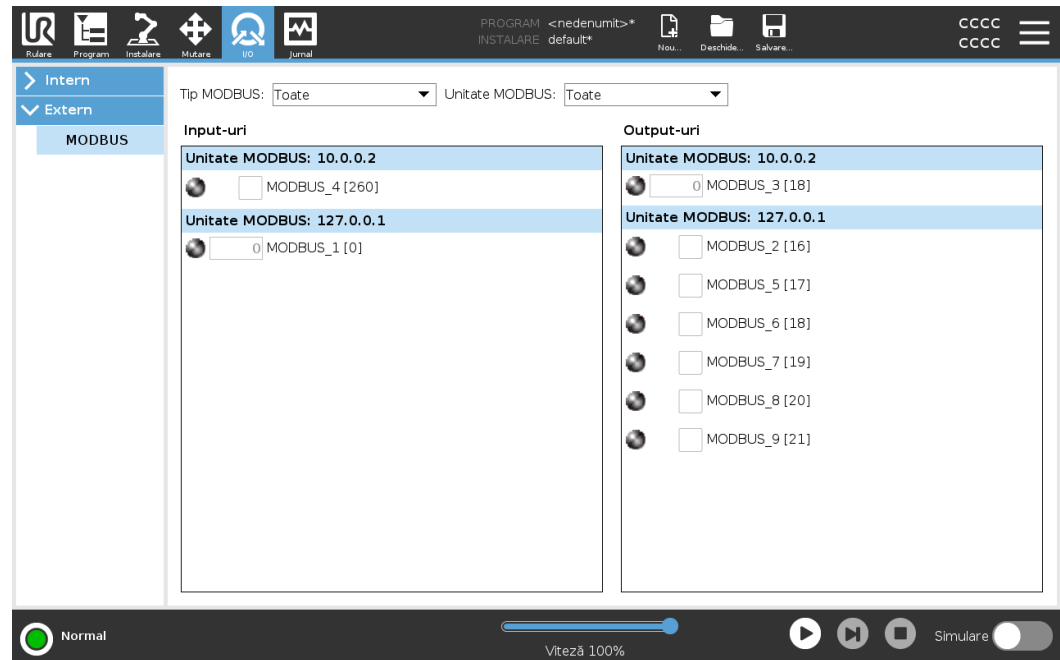 UR
Rulare
Program
Instalare
Mutare
I/O
Jurnal
PROGRAM <nedenumit>*
INSTALARE default*
Nou...
Deschide...
Salvare...
CCCC
CCCC
Intern
Extern
MODBUS
Tip MODBUS: Toate
Unitate MODBUS: Toate
Input-uri
Unitate MODBUS: 10.0.0.2
MODBUS_4 [260]
Unitate MODBUS: 127.0.0.1
0 MODBUS_1 [0]
Output-uri
Unitate MODBUS: 10.0.0.2
0 MODBUS_3 [18]
Unitate MODBUS: 127.0.0.1
MODBUS_2 [16]
MODBUS_5 [17]
MODBUS_6 [18]
MODBUS_7 [19]
MODBUS_8 [20]
MODBUS_9 [21]
Normal
Viteză 100%
Simulare